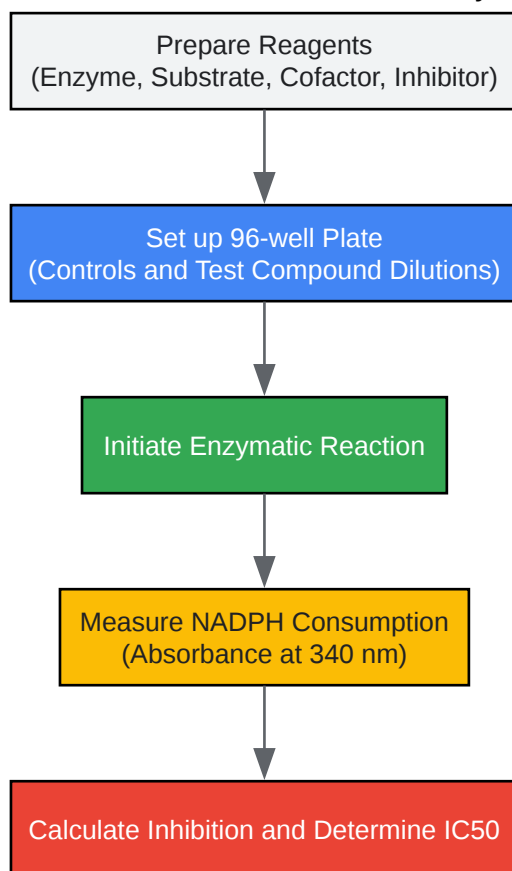 Prepare Reagents
(Enzyme, Substrate, Cofactor, Inhibitor)
Set up 96-well Plate
(Controls and Test Compound Dilutions)
Initiate Enzymatic Reaction
Measure NADPH Consumption
(Absorbance at 340 nm)
Calculate Inhibition and Determine IC50